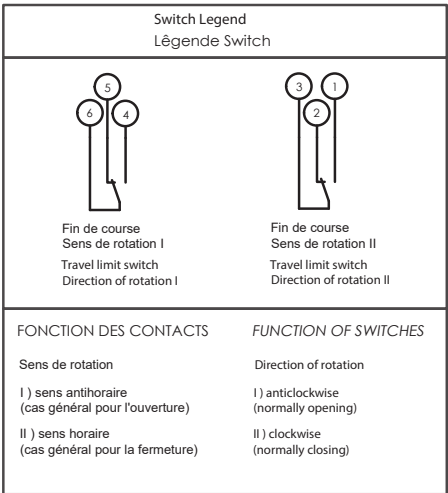 Switch Legend
Lêgende Switch
5
6 4
3 1
2
Fin de course
Sens de rotation I
Travel limit switch
Direction of rotation I
Fin de course
Sens de rotation II
Travel limit switch
Direction of rotation II
FONCTION DES CONTACTS
Sens de rotation
I ) sens antihoraire
(cas général pour l'ouverture)
II ) sens horaire
(cas général pour la fermeture)
FUNCTION OF SWITCHES
Direction of rotation
I ) anticlockwise
(normally opening)
II ) clockwise
(normally closing)